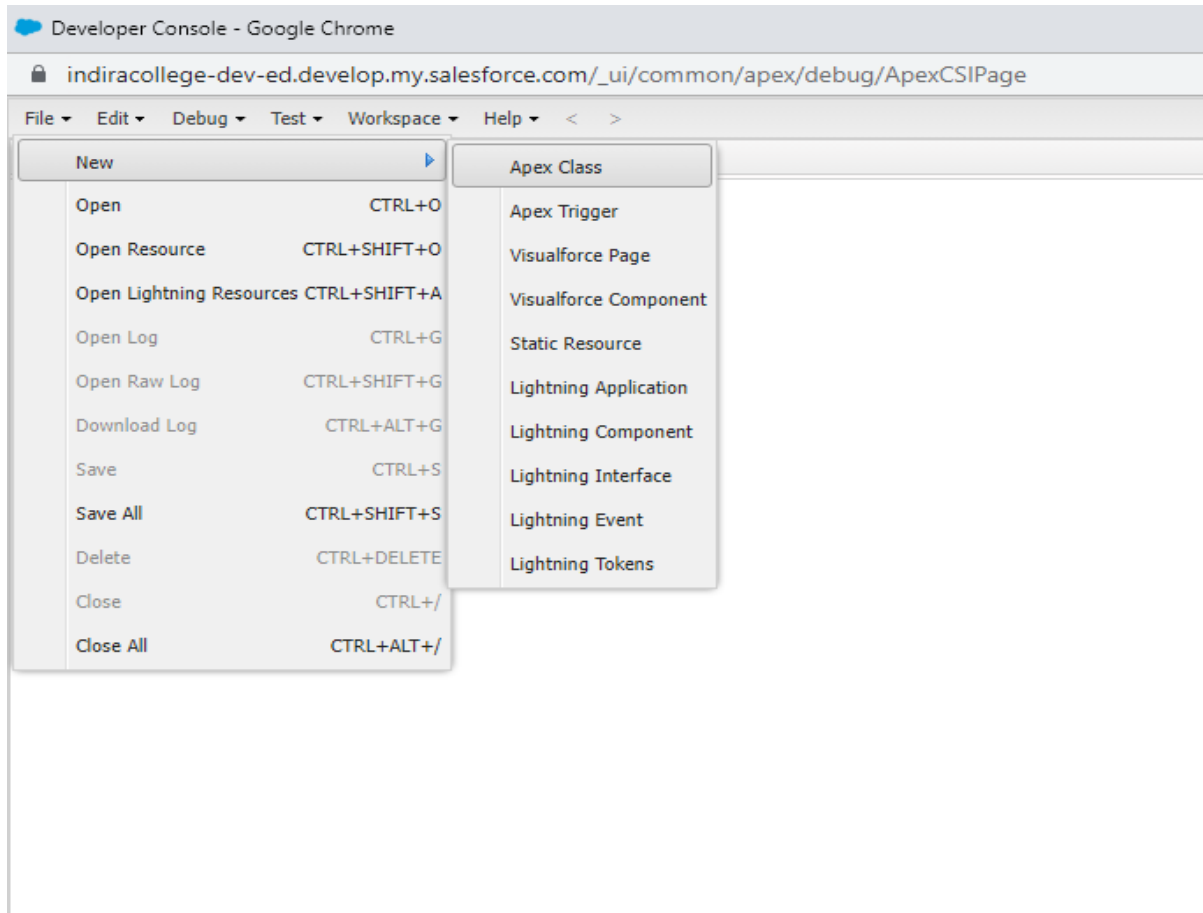 Developer Console - Google Chrome
indiracollege-dev-ed.develop.my.salesforce.com/_ui/common/apex/debug/ApexCSIPage
File Edit Debug Test Workspace Help < >
New
Open CTRL+O
Open Resource CTRL+SHIFT+O
Open Lightning Resources CTRL+SHIFT+A
Open Log CTRL+G
Open Raw Log CTRL+SHIFT+G
Download Log CTRL+ALT+G
Save CTRL+S
Save All CTRL+SHIFT+S
Delete CTRL+DELETE
Close CTRL+/
Close All CTRL+ALT+/
Apex Class
Apex Trigger
Visualforce Page
Visualforce Component
Static Resource
Lightning Application
Lightning Component
Lightning Interface
Lightning Event
Lightning Tokens